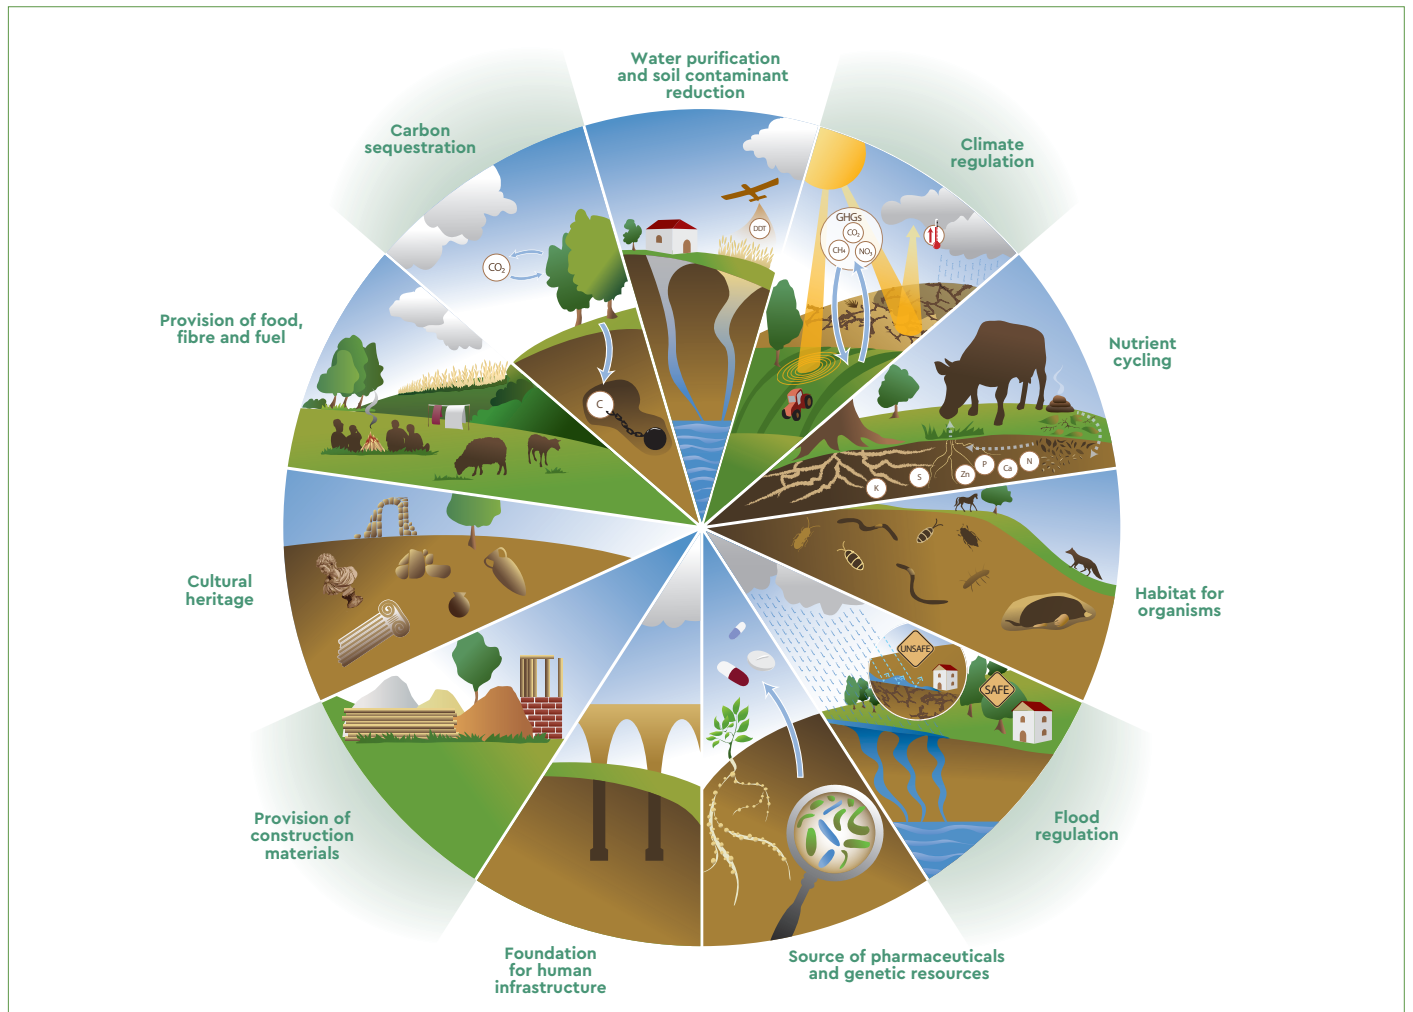 Water purification
and soil contaminant
reduction
Carbon
sequestration
Climate
regulation
Provision of food,
fibre and fuel
Nutrient
cycling
Cultural
heritage
Habitat for
organisms
Provision of
construction
materials
Flood
regulation
Foundation
for human
infrastructure
Source of pharmaceuticals
and genetic resources
CO₂
C
DDT
GHGs
CO₂
CH₄
NO₃
K
S
Zn
P
Ca
N
UNSAFE
SAFE